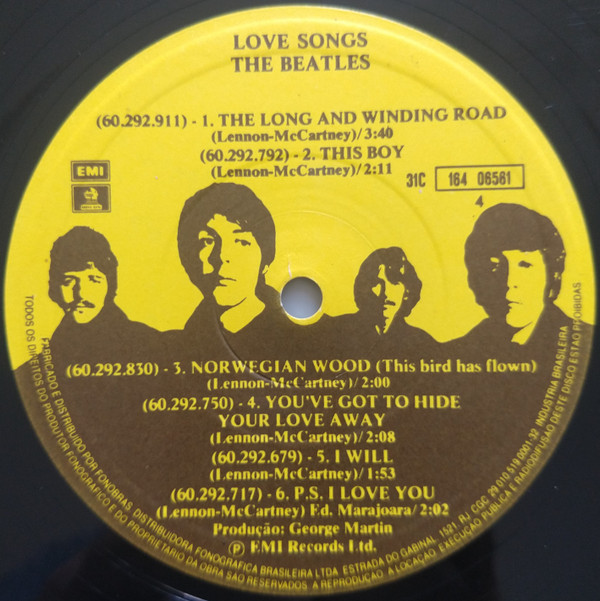 LOVE SONGS
THE BEATLES
(60.292.911) - 1. THE LONG AND WINDING ROAD
(Lennon-McCartney)/3:40
(60.292.792) - 2. THIS BOY
(Lennon-McCartney)/2:11
EMI
31C 164 06561
4
(60.292.830) - 3. NORWEGIAN WOOD (This bird has flown)
(Lennon-McCartney)/2:00
(60.292.750) - 4. YOU'VE GOT TO HIDE
YOUR LOVE AWAY
(Lennon-McCartney)/2:08
(60.292.679) - 5. I WILL
(Lennon-McCartney)/1:53
(60.292.717) - 6. P.S. I LOVE YOU
(Lennon-McCartney) Ed. Marajoara/2:02
Produção: George Martin
Ⓟ EMI Records Ltd.
FABRICADO E DISTRIBUIDO POR FONOBRAS DISTRIBUIDORA FONOGRAFICA BRASILEIRA LTDA ESTRADA DO GABINAL 1521 RJ CGC 29 010 519 0001-32 INDUSTRIA BRASILEIRA
TODOS OS DIREITOS DO PRODUTOR FONOGRAFICO E DO PROPRIETARIO DA OBRA SÃO RESERVADOS A REPRODUÇÃO A LOCAÇÃO EXECUÇÃO PUBLICA E RADIODIFUSÃO DESTE DISCO ESTÃO PROIBIDAS